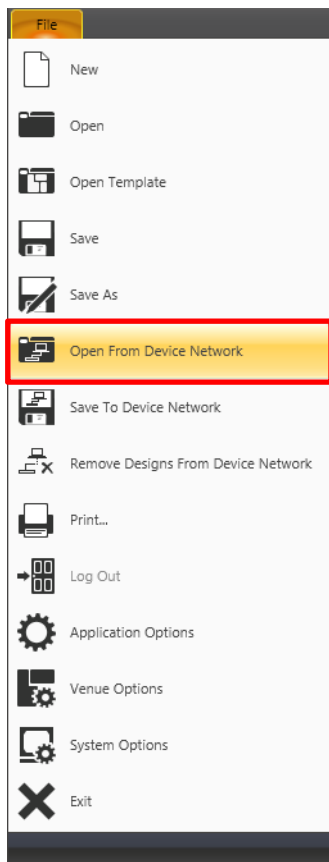 File
New
Open
Open Template
Save
Save As
Open From Device Network
Save To Device Network
Remove Designs From Device Network
Print...
Log Out
Application Options
Venue Options
System Options
Exit